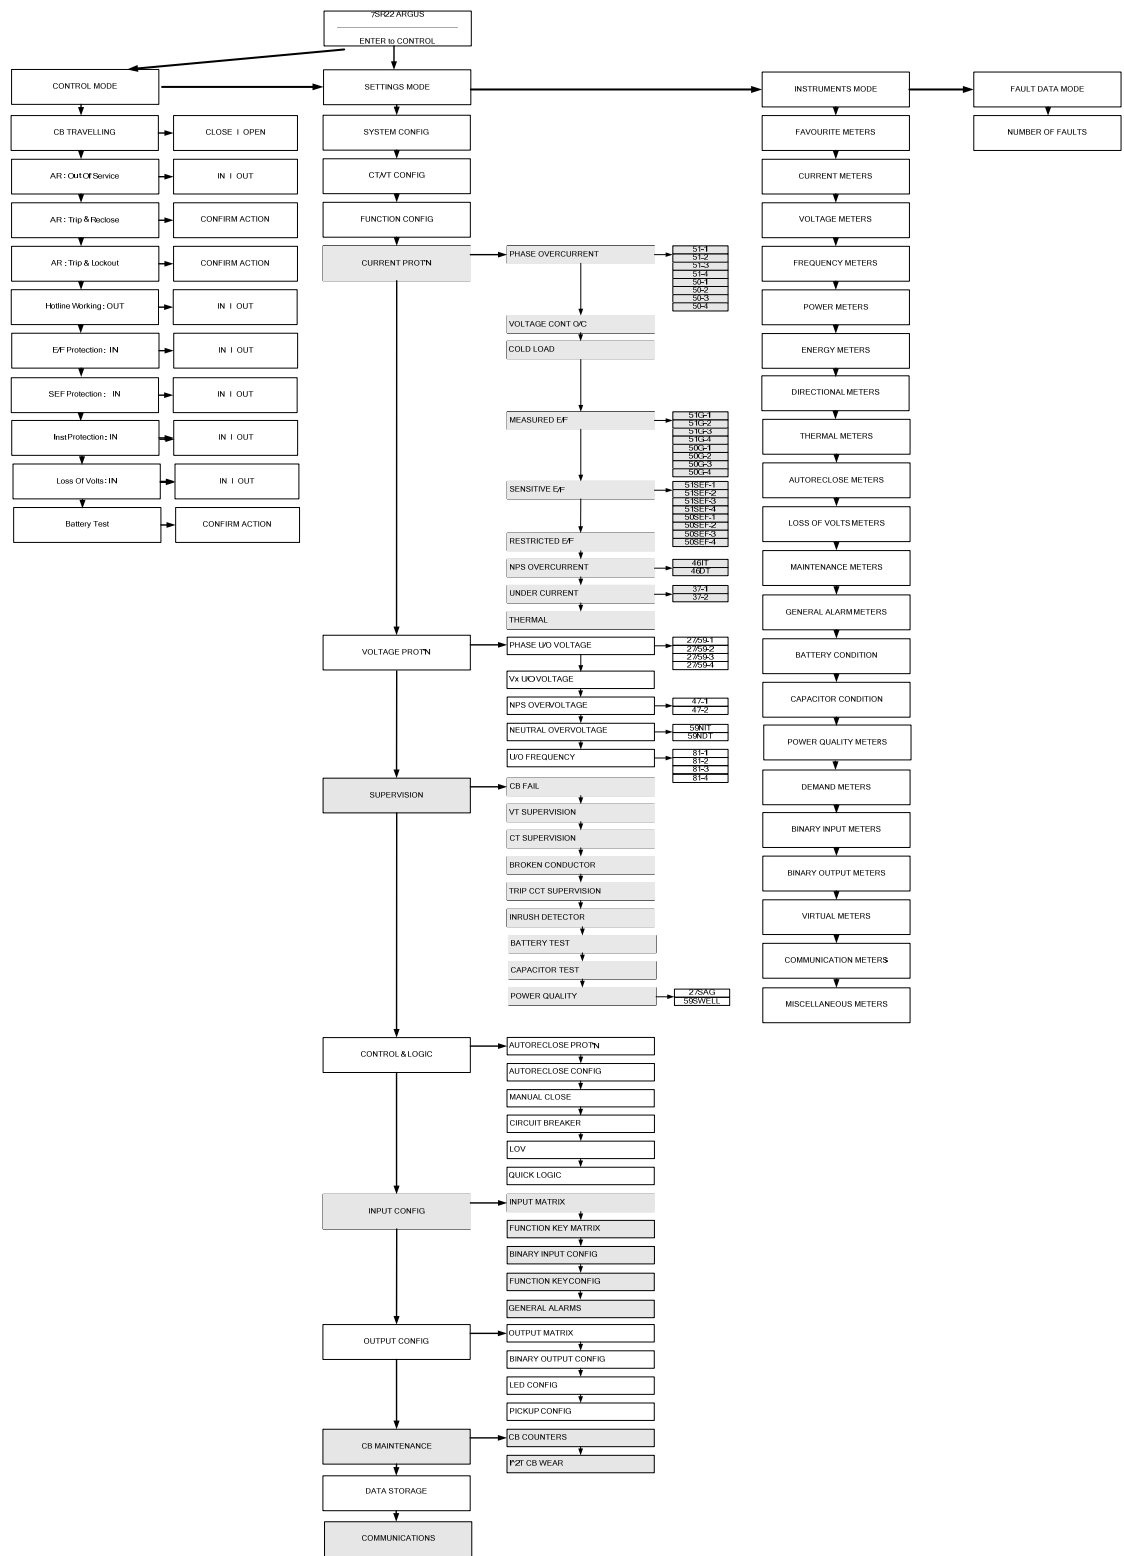 7SR22 ARGUS
ENTER to CONTROL
CONTROL MODE
CB TRAVELLING
CLOSE I OPEN
AR : Out Of Service
IN I OUT
AR : Trip & Reclose
CONFIRM ACTION
AR : Trip & Lockout
CONFIRM ACTION
Hotline Working : OUT
IN I OUT
E/F Protection : IN
IN I OUT
SEF Protection : IN
IN I OUT
Inst Protection : IN
IN I OUT
Loss Of Volts : IN
IN I OUT
Battery Test
CONFIRM ACTION
SETTINGS MODE
SYSTEM CONFIG
CT/VT CONFIG
FUNCTION CONFIG
CURRENT PROT'N
PHASE OVERCURRENT
51-1
51-2
51-3
51-4
50-1
50-2
50-3
50-4
VOLTAGE CONT O/C
COLD LOAD
MEASURED E/F
51G-1
51G-2
51G-3
51G-4
50G-1
50G-2
50G-3
50G-4
SENSITIVE E/F
51SEF-1
51SEF-2
51SEF-3
51SEF-4
50SEF-1
50SEF-2
50SEF-3
50SEF-4
RESTRICTED E/F
NPS OVERCURRENT
46IT
46DT
UNDER CURRENT
37-1
37-2
THERMAL
VOLTAGE PROT'N
PHASE U/O VOLTAGE
27/59-1
27/59-2
27/59-3
27/59-4
Vx U/O VOLTAGE
NPS OVERVOLTAGE
47-1
47-2
NEUTRAL OVERVOLTAGE
59NIT
59NDT
U/O FREQUENCY
81-1
81-2
81-3
81-4
SUPERVISION
CB FAIL
VT SUPERVISION
CT SUPERVISION
BROKEN CONDUCTOR
TRIP CCT SUPERVISION
INRUSH DETECTOR
BATTERY TEST
CAPACITOR TEST
POWER QUALITY
27SAG
59SWELL
CONTROL & LOGIC
AUTORECLOSE PROT'N
AUTORECLOSE CONFIG
MANUAL CLOSE
CIRCUIT BREAKER
LOV
QUICK LOGIC
INPUT CONFIG
INPUT MATRIX
FUNCTION KEY MATRIX
BINARY INPUT CONFIG
FUNCTION KEY CONFIG
GENERAL ALARMS
OUTPUT CONFIG
OUTPUT MATRIX
BINARY OUTPUT CONFIG
LED CONFIG
PICKUP CONFIG
CB MAINTENANCE
CB COUNTERS
I^2T CB WEAR
DATA STORAGE
COMMUNICATIONS
INSTRUMENTS MODE
FAVOURITE METERS
CURRENT METERS
VOLTAGE METERS
FREQUENCY METERS
POWER METERS
ENERGY METERS
DIRECTIONAL METERS
THERMAL METERS
AUTORECLOSE METERS
LOSS OF VOLTS METERS
MAINTENANCE METERS
GENERAL ALARM METERS
BATTERY CONDITION
CAPACITOR CONDITION
POWER QUALITY METERS
DEMAND METERS
BINARY INPUT METERS
BINARY OUTPUT METERS
VIRTUAL METERS
COMMUNICATION METERS
MISCELLANEOUS METERS
FAULT DATA MODE
NUMBER OF FAULTS